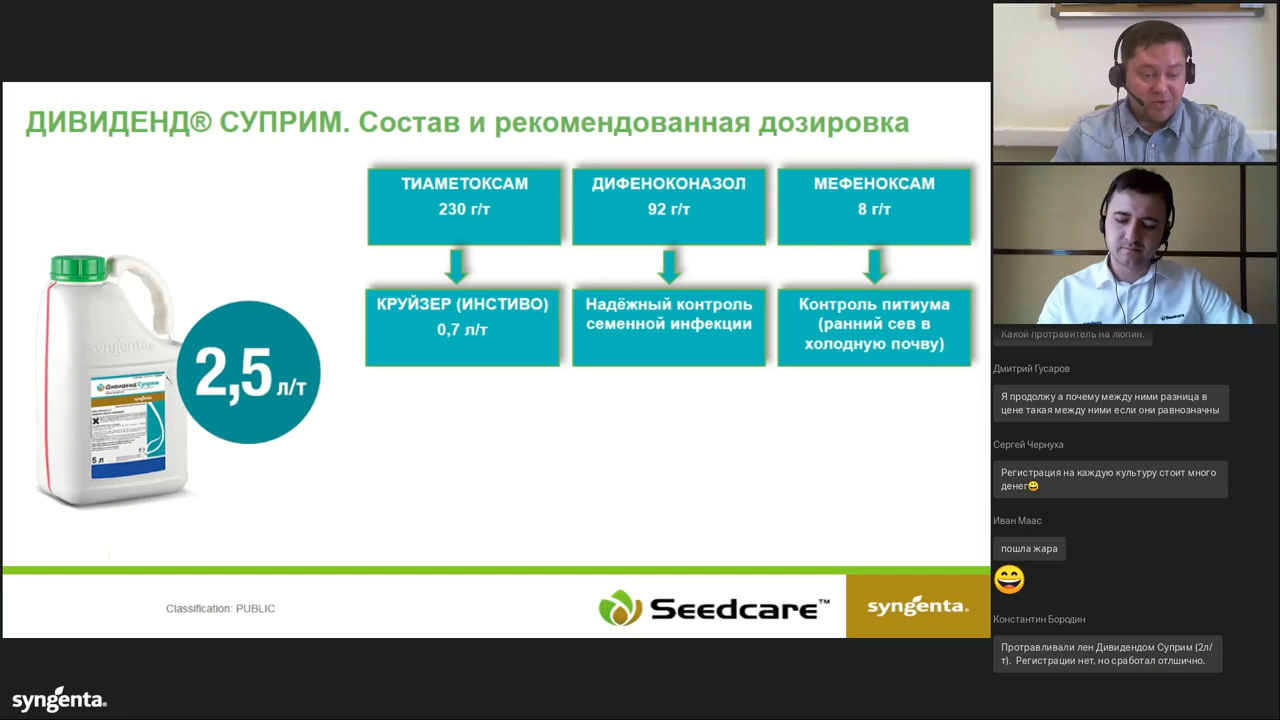 ДИВИДЕНД® СУПРИМ. Состав и рекомендованная дозировка
ТИАМЕТОКСАМ
230 г/т
ДИФЕНОКОНАЗОЛ
92 г/т
МЕФЕНОКСАМ
8 г/т
КРУЙЗЕР (ИНСТИВО)
0,7 л/т
Надёжный контроль
семенной инфекции
Контроль питиума
(ранний сев в
холодную почву)
syngenta
Дивиденд Суприм
syngenta
5 л
2,5 л/т
Classification: PUBLIC
Seedcare™
syngenta®
syngenta®
Seedcare
Какой протравитель на люпин.
Дмитрий Гусаров
Я продолжу а почему между ними разница в
цене такая между ними если они равнозначны
Сергей Чернуха
Регистрация на каждую культуру стоит много
денег😀
Иван Маас
пошла жара
😄
Константин Бородин
Протравливали лен Дивидендом Суприм (2л/
т). Регистрации нет, но сработал отлшично.